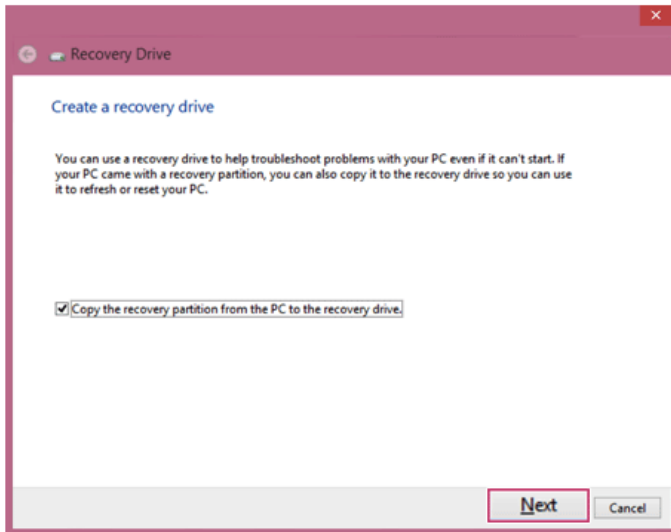 Recovery Drive
Create a recovery drive
You can use a recovery drive to help troubleshoot problems with your PC even if it can't start. If
your PC came with a recovery partition, you can also copy it to the recovery drive so you can use
it to refresh or reset your PC.
Copy the recovery partition from the PC to the recovery drive.
Next
Cancel